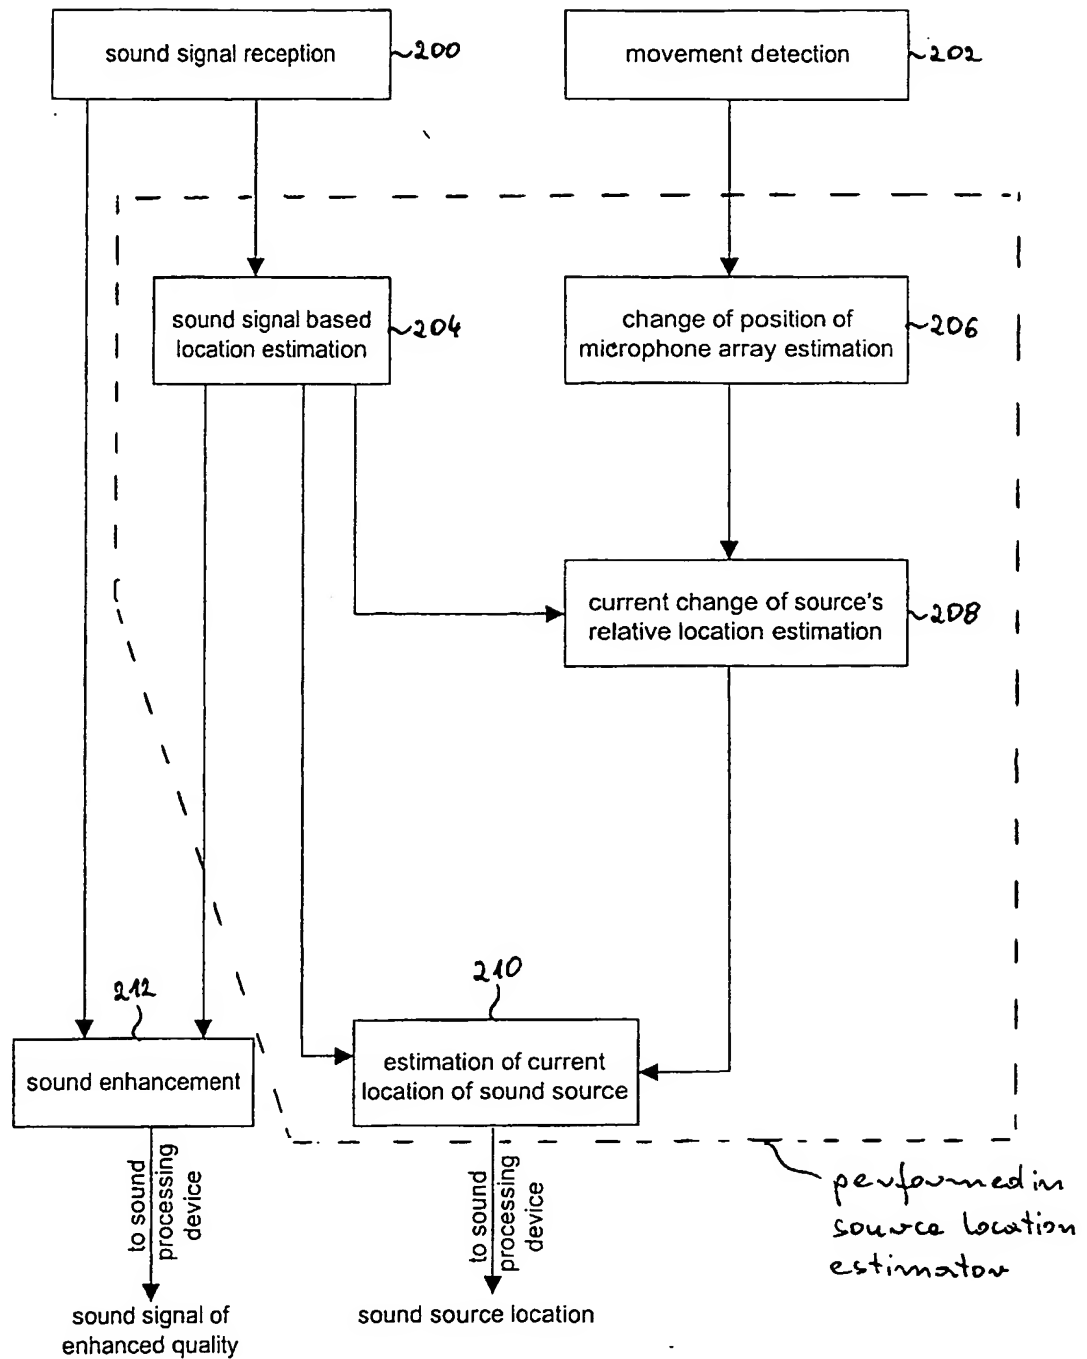 sound signal reception
200
movement detection
202
sound signal based
location estimation
204
change of position of
microphone array estimation
206
current change of source's
relative location estimation
208
212
sound enhancement
210
estimation of current
location of sound source
to sound
processing
device
to sound
processing
device
performed in
source location
estimator
sound signal of
enhanced quality
sound source location